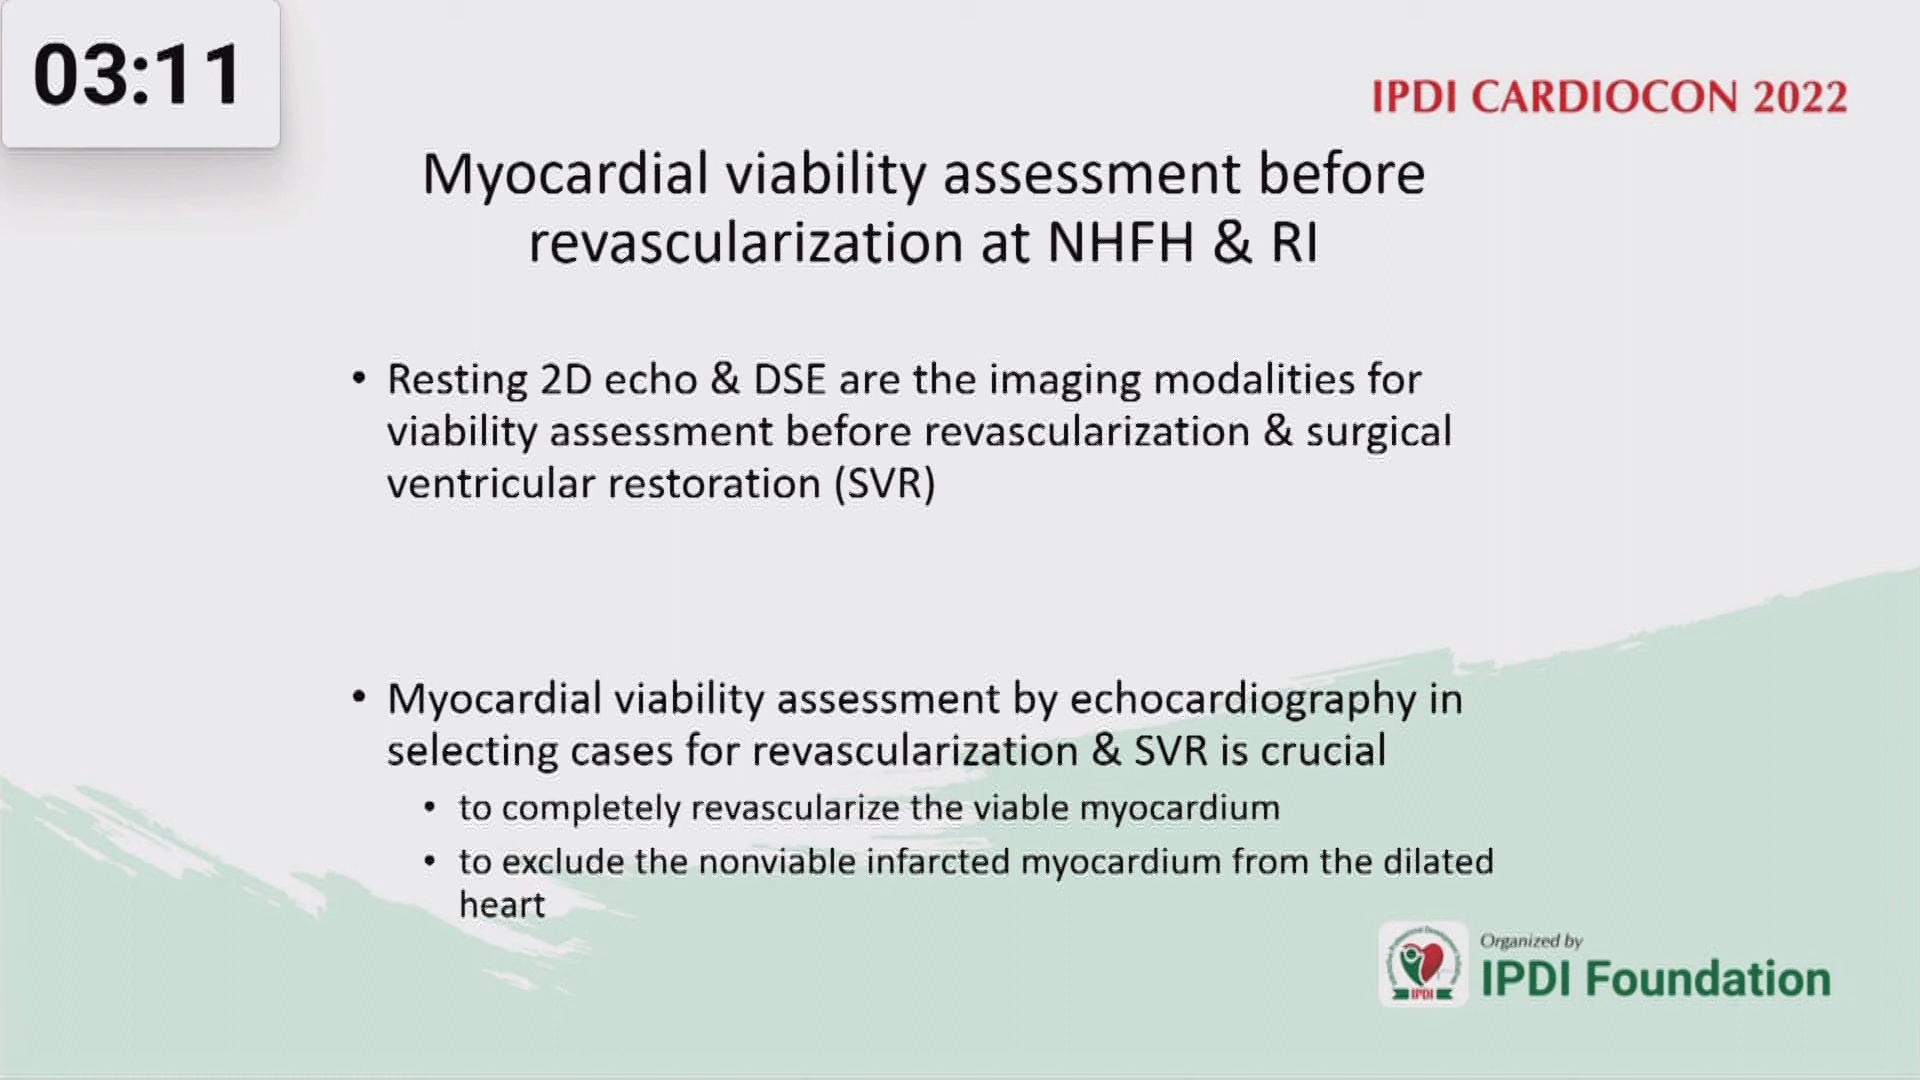 03:11
IPDI CARDIOCON 2022
Myocardial viability assessment before
revascularization at NHFH & RI
• Resting 2D echo & DSE are the imaging modalities for
viability assessment before revascularization & surgical
ventricular restoration (SVR)
• Myocardial viability assessment by echocardiography in
selecting cases for revascularization & SVR is crucial
• to completely revascularize the viable myocardium
• to exclude the nonviable infarcted myocardium from the dilated
heart
Organized by
IPDI Foundation
IPDI